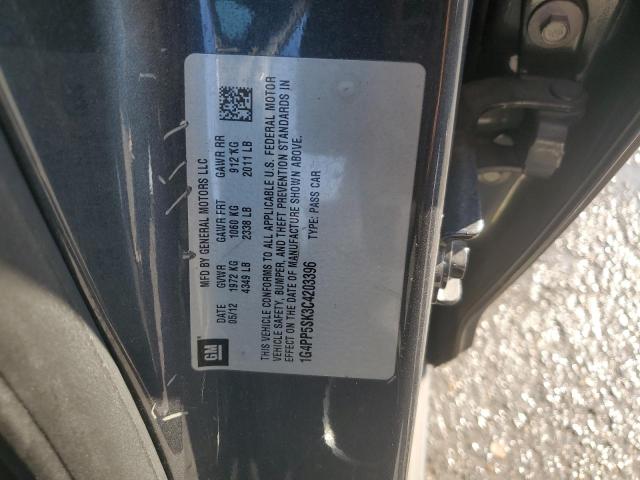 GM
MFD BY GENERAL MOTORS LLC
DATE GVWR GAWR FRT GAWR RR
05/12 1972 KG 1060 KG 912 KG
4349 LB 2338 LB 2011 LB
THIS VEHICLE CONFORMS TO ALL APPLICABLE U.S. FEDERAL MOTOR
VEHICLE SAFETY, BUMPER, AND THEFT PREVENTION STANDARDS IN
EFFECT ON THE DATE OF MANUFACTURE SHOWN ABOVE.
1G4PP5SK3C4203396 TYPE: PASS CAR